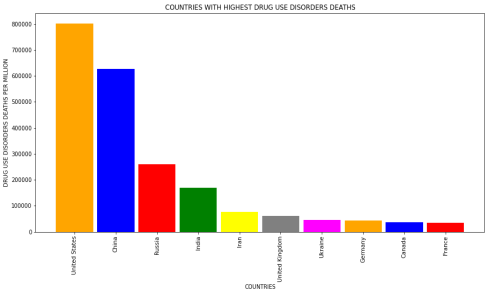 COUNTRIES WITH HIGHEST DRUG USE DISORDERS DEATHS
DRUG USE DISORDERS DEATHS PER MILLION
800000
700000
600000
500000
400000
300000
200000
100000
0
United States
China
Russia
India
Iran
United Kingdom
Ukraine
Germany
Canada
France
COUNTRIES